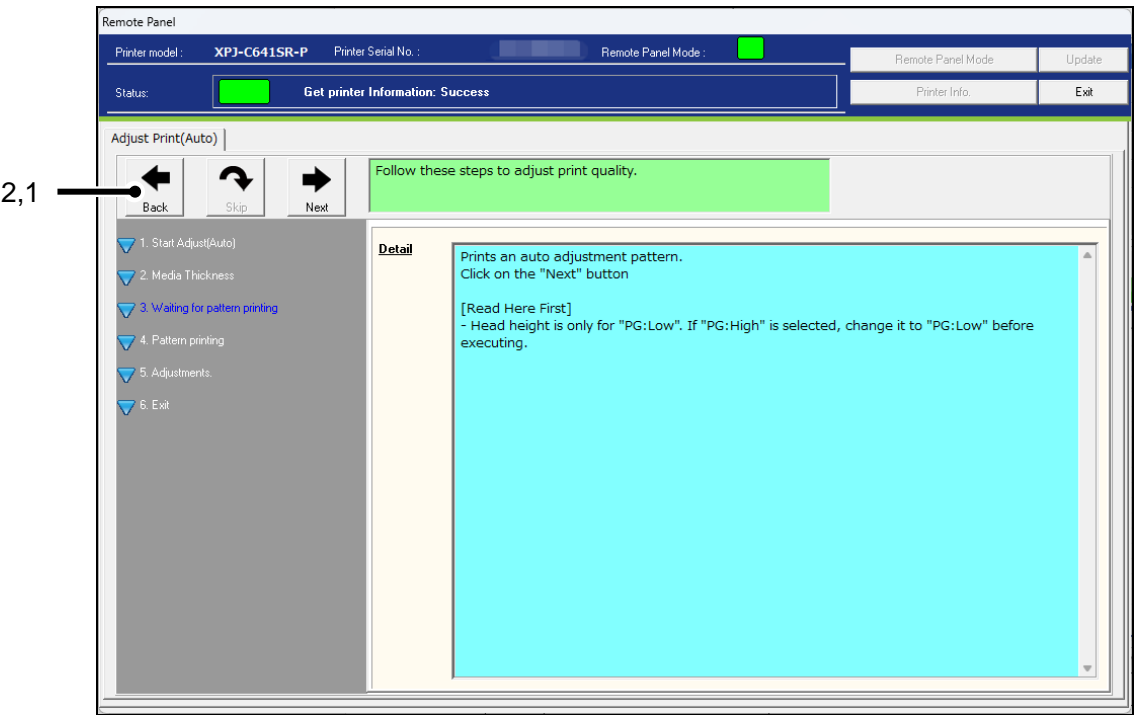 Remote Panel
Printer model : XPJ-C641SR-P Printer Serial No. : Remote Panel Mode :
Remote Panel Mode Update
Status: Get printer Information: Success
Printer Info. Exit
Adjust Print(Auto)
2,1
Back Skip Next
Follow these steps to adjust print quality.
1. Start Adjust(Auto)
2. Media Thickness
3. Waiting for pattern printing
4. Pattern printing
5. Adjustments.
6. Exit
Detail
Prints an auto adjustment pattern.
Click on the "Next" button
[Read Here First]
- Head height is only for "PG:Low". If "PG:High" is selected, change it to "PG:Low" before
executing.